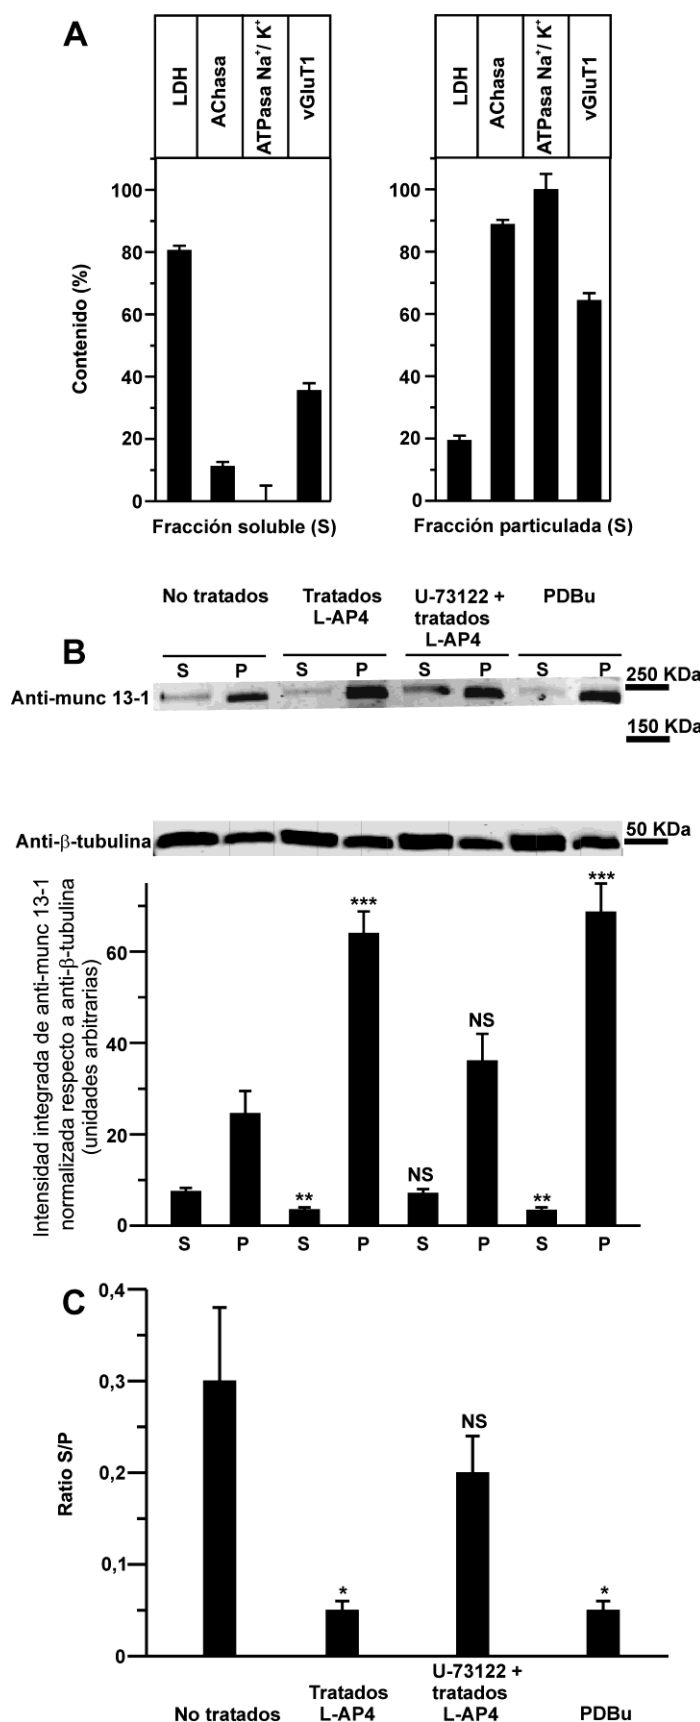 A
LDH
AChasa
ATPasa Na⁺/ K⁺
vGluT1
LDH
AChasa
ATPasa Na⁺/ K⁺
vGluT1
Contenido (%)
100
80
60
40
20
0
100
80
60
40
20
0
Fracción soluble (S)
Fracción particulada (S)
No tratados
Tratados
L-AP4
U-73122 +
tratados
L-AP4
PDBu
B
S P S P S P S P
Anti-munc 13-1
250 KDa
150 KDa
Anti-β-tubulina
50 KDa
Intensidad integrada de anti-munc 13-1
normalizada respecto a anti-β-tubulina
(unidades arbitrarias)
60
40
20
0
**
***
NS
NS
**
***
S P S P S P S P
C
Ratio S/P
0,4
0,3
0,2
0,1
0
*
NS
*
No tratados
Tratados
L-AP4
U-73122 +
tratados
L-AP4
PDBu